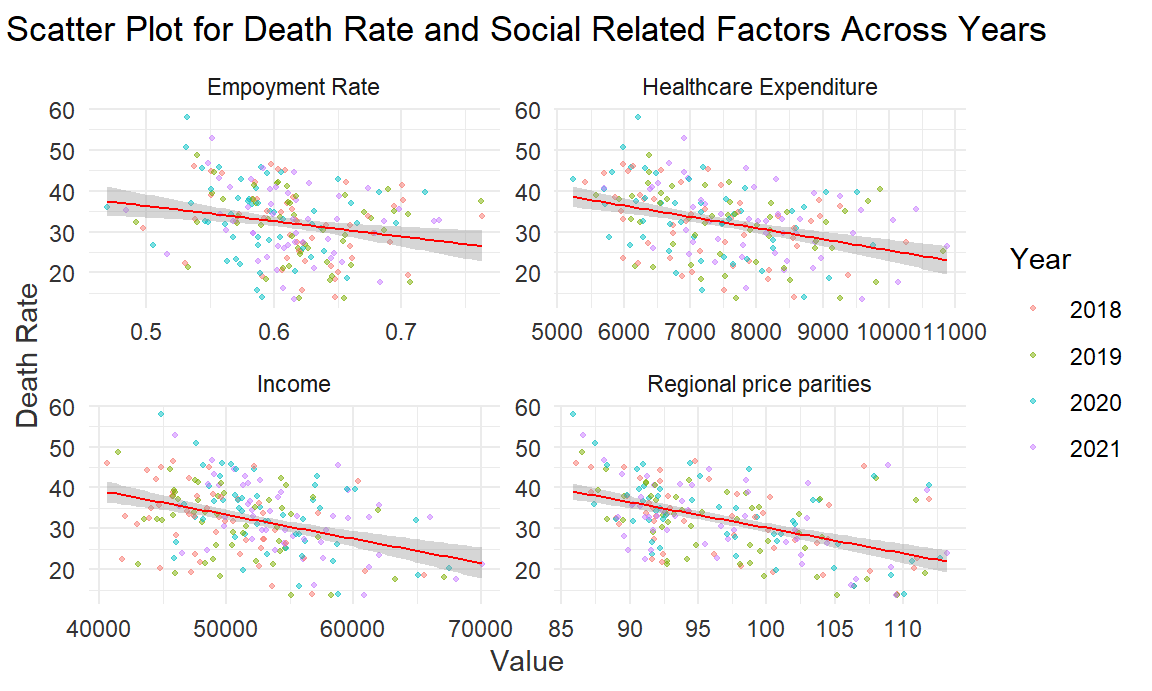 Scatter Plot for Death Rate and Social Related Factors Across Years
Empoyment Rate
Healthcare Expenditure
60
50
40
30
20
0.5 0.6 0.7
60
50
40
30
20
5000 6000 7000 8000 9000 10000 11000
Income
Regional price parities
60
50
40
30
20
40000 50000 60000 70000
60
50
40
30
20
85 90 95 100 105 110
Death Rate
Value
Year
2018
2019
2020
2021